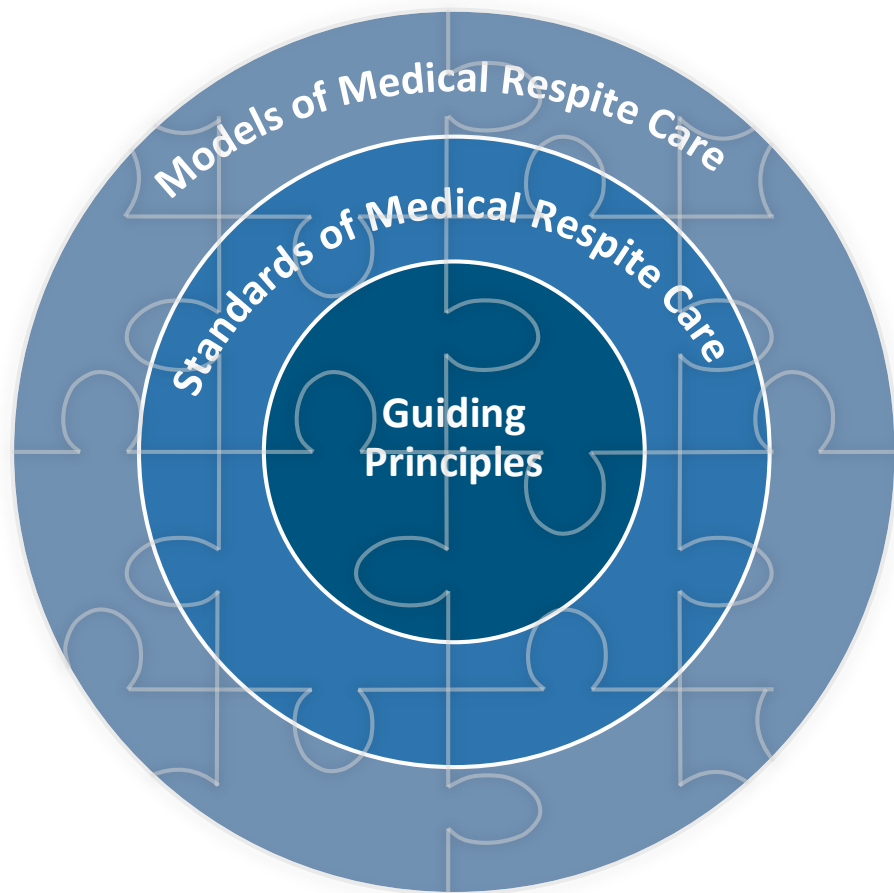 Models of Medical Respite Care
Standards of Medical Respite Care
Guiding
Principles